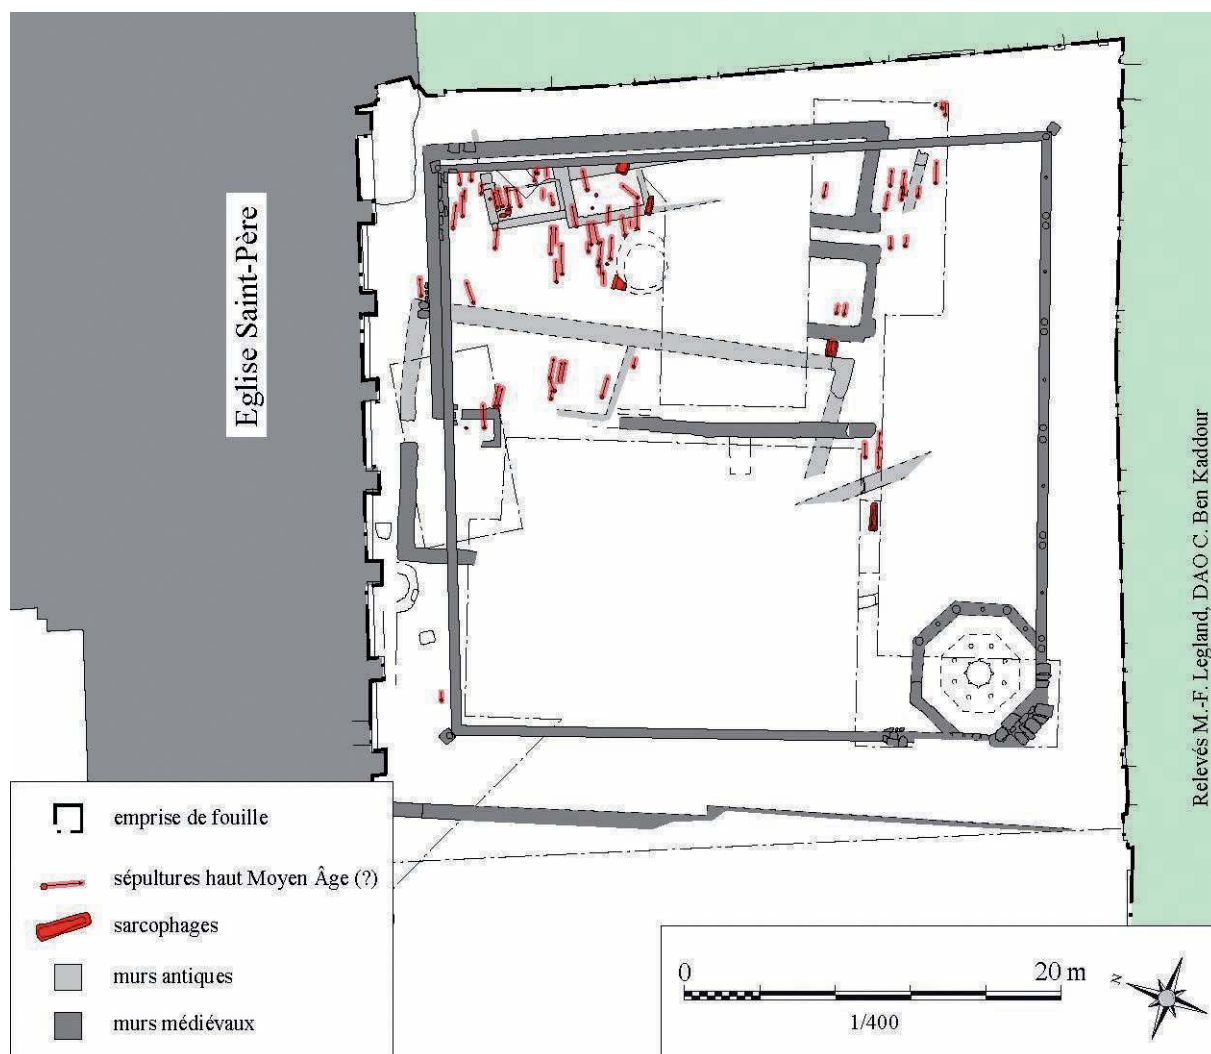 Eglise Saint-Père
Relevés M.-F. Legland, DAO C. Ben Kaddour
emprise de fouille
sépultures haut Moyen Âge (?)
sarcophages
murs antiques
murs médiévaux
0 20 m
1/400
N